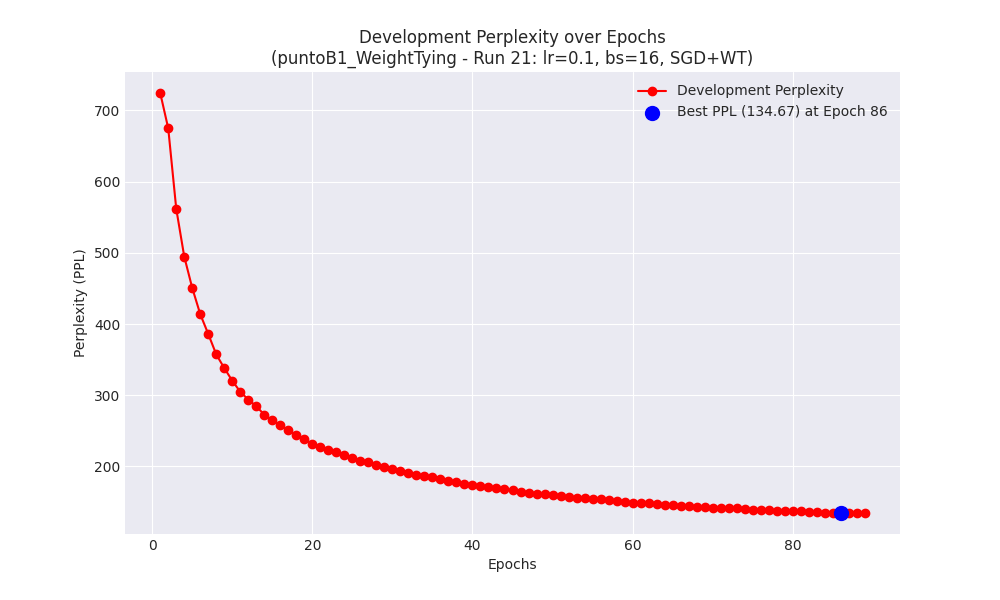 Development Perplexity over Epochs
(puntoB1_WeightTying - Run 21: lr=0.1, bs=16, SGD+WT)
Development Perplexity
Best PPL (134.67) at Epoch 86
Perplexity (PPL)
700
600
500
400
300
200
0 20 40 60 80
Epochs